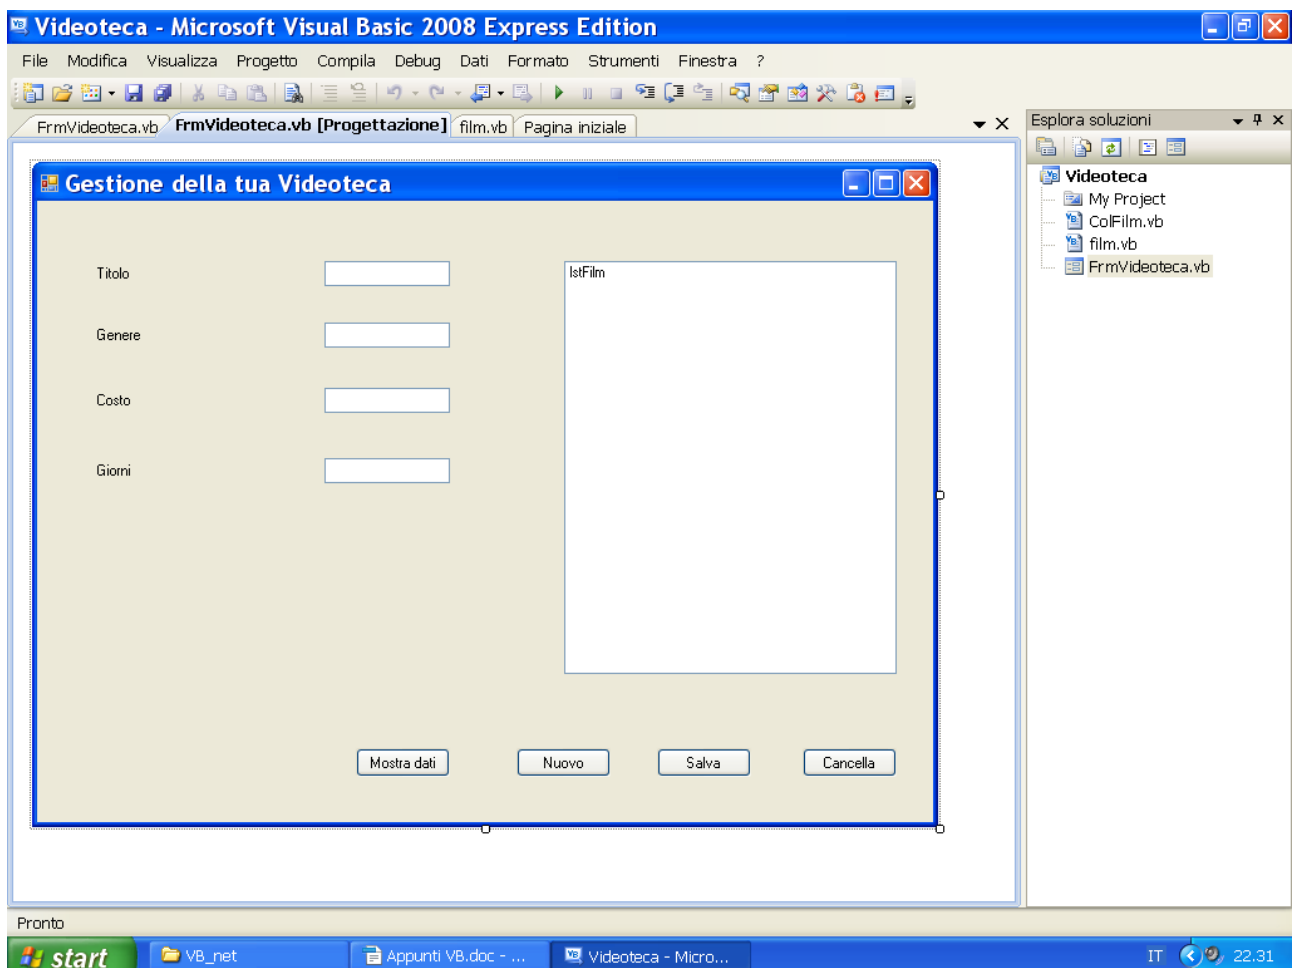 Videoteca - Microsoft Visual Basic 2008 Express Edition
File Modifica Visualizza Progetto Compila Debug Dati Formato Strumenti Finestra ?
FrmVideoteca.vb FrmVideoteca.vb [Progettazione] film.vb Pagina iniziale
Esplora soluzioni
Videoteca
My Project
ColFilm.vb
film.vb
FrmVideoteca.vb
Gestione della tua Videoteca
Titolo
lstFilm
Genere
Costo
Giorni
Mostra dati Nuovo Salva Cancella
Pronto
start VB_net Appunti VB.doc - ... Videoteca - Micro... IT 22.31